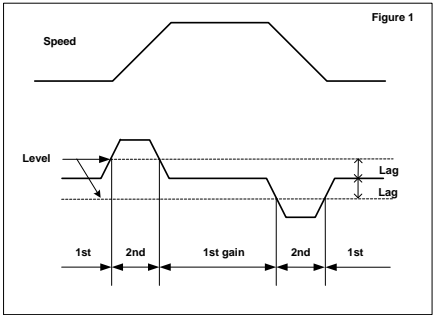 Figure 1
Speed
Level
Lag
Lag
1st 2nd 1st gain 2nd 1st